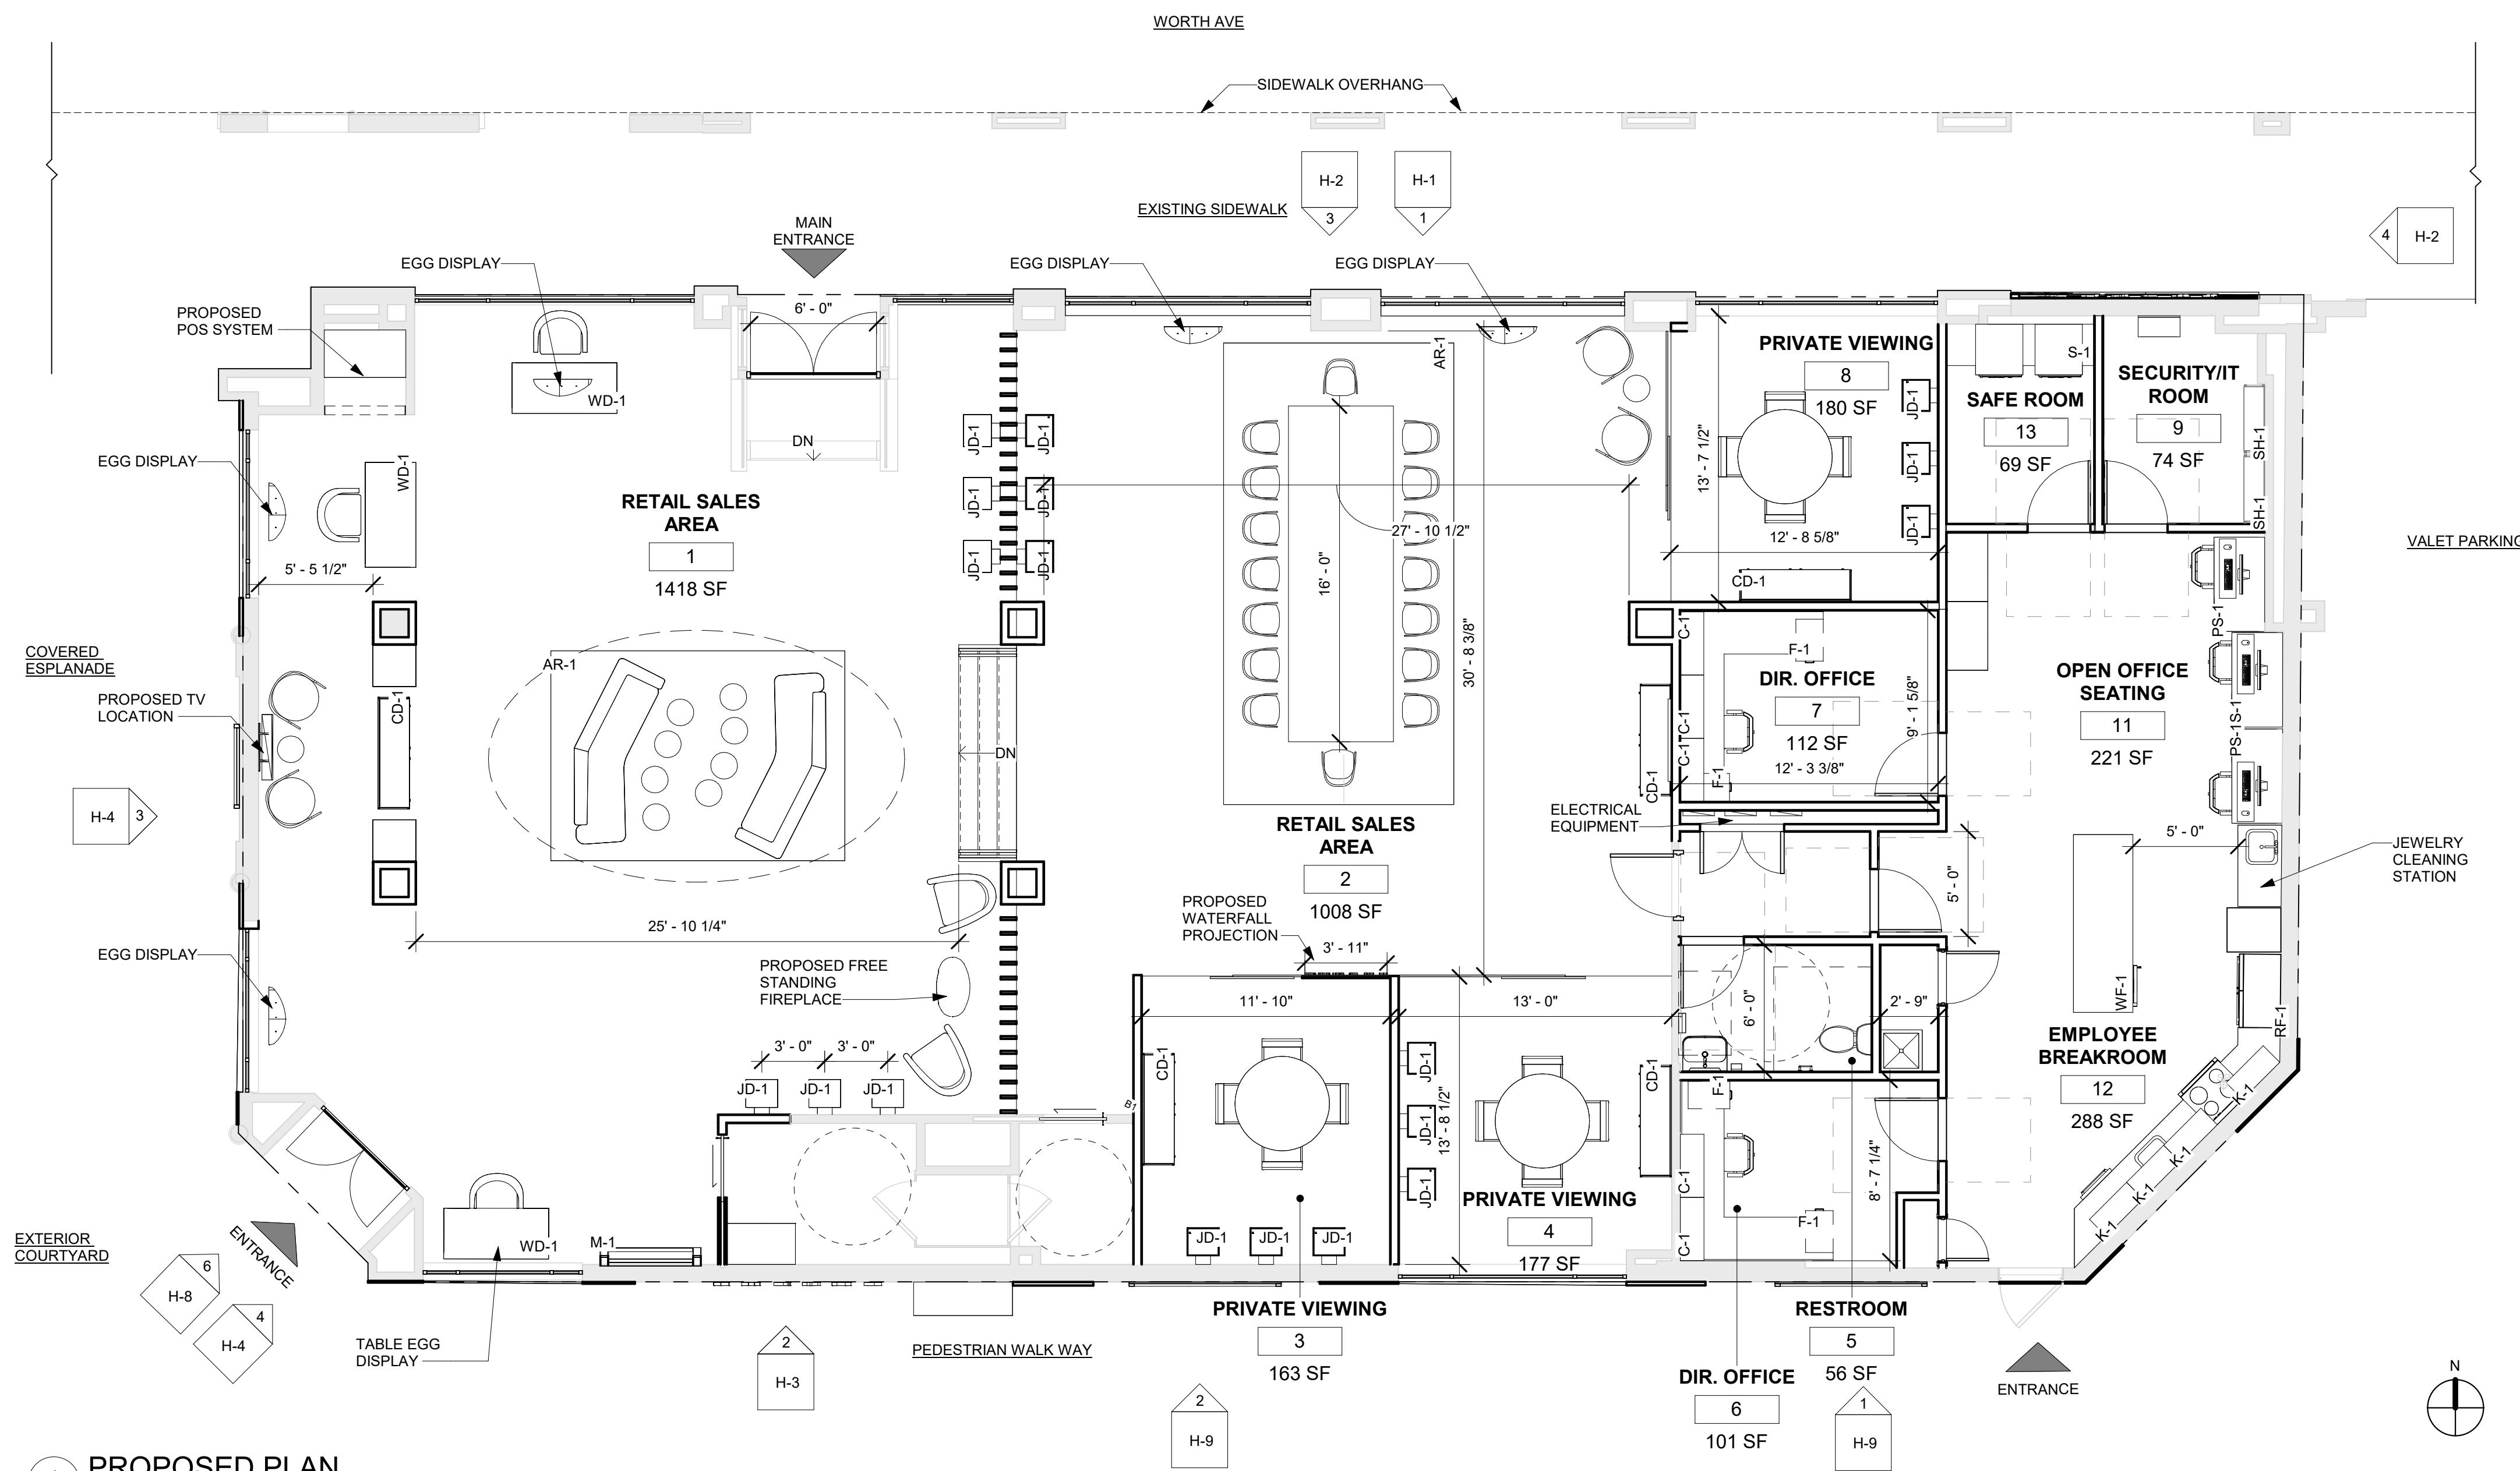 WORTH AVE
SIDEWALK OVERHANG
H-2
3
H-1
1
EXISTING SIDEWALK
4
H-2
MAIN
ENTRANCE
EGG DISPLAY
EGG DISPLAY
EGG DISPLAY
PROPOSED
POS SYSTEM
6' - 0"
WD-1
DN
AR-1
PRIVATE VIEWING
8
180 SF
JD-1
JD-1
JD-1
13' - 7 1/2"
12' - 8 5/8"
CD-1
SAFE ROOM
13
69 SF
S-1
SECURITY/IT
ROOM
9
74 SF
SH-1
SH-1
EGG DISPLAY
WD-1
5' - 5 1/2"
RETAIL SALES
AREA
1
1418 SF
JD-1
JD-1
JD-1
JD-1
JD-1
JD-1
27' - 10 1/2"
16' - 0"
30' - 8 3/8"
VALET PARKING
COVERED
ESPLANADE
PROPOSED TV
LOCATION
CD-1
AR-1
DN
H-4
3
C-1
C-1
C-1
F-1
DIR. OFFICE
7
112 SF
12' - 3 3/8"
9' - 1 5/8"
F-1
CD-1
PS-1
S-1
PS-1
OPEN OFFICE
SEATING
11
221 SF
RETAIL SALES
AREA
2
1008 SF
ELECTRICAL
EQUIPMENT
5' - 0"
5' - 0"
JEWELRY
CLEANING
STATION
25' - 10 1/4"
PROPOSED
WATERFALL
PROJECTION
3' - 11"
EGG DISPLAY
PROPOSED FREE
STANDING
FIREPLACE
3' - 0"
3' - 0"
JD-1
JD-1
JD-1
11' - 10"
13' - 0"
6' - 0"
2' - 9"
WF-1
RF-1
EMPLOYEE
BREAKROOM
12
288 SF
K-1
K-1
K-1
K-1
B1
CD-1
JD-1
JD-1
JD-1
13' - 8 1/2"
CD-1
F-1
C-1
C-1
F-1
8' - 7 1/4"
PRIVATE VIEWING
4
177 SF
JD-1
JD-1
JD-1
EXTERIOR
COURTYARD
ENTRANCE
6
H-8
4
H-4
WD-1
M-1
TABLE EGG
DISPLAY
2
H-3
PEDESTRIAN WALK WAY
PRIVATE VIEWING
3
163 SF
2
H-9
RESTROOM
5
56 SF
DIR. OFFICE
6
101 SF
1
H-9
ENTRANCE
N
PROPOSED PLAN